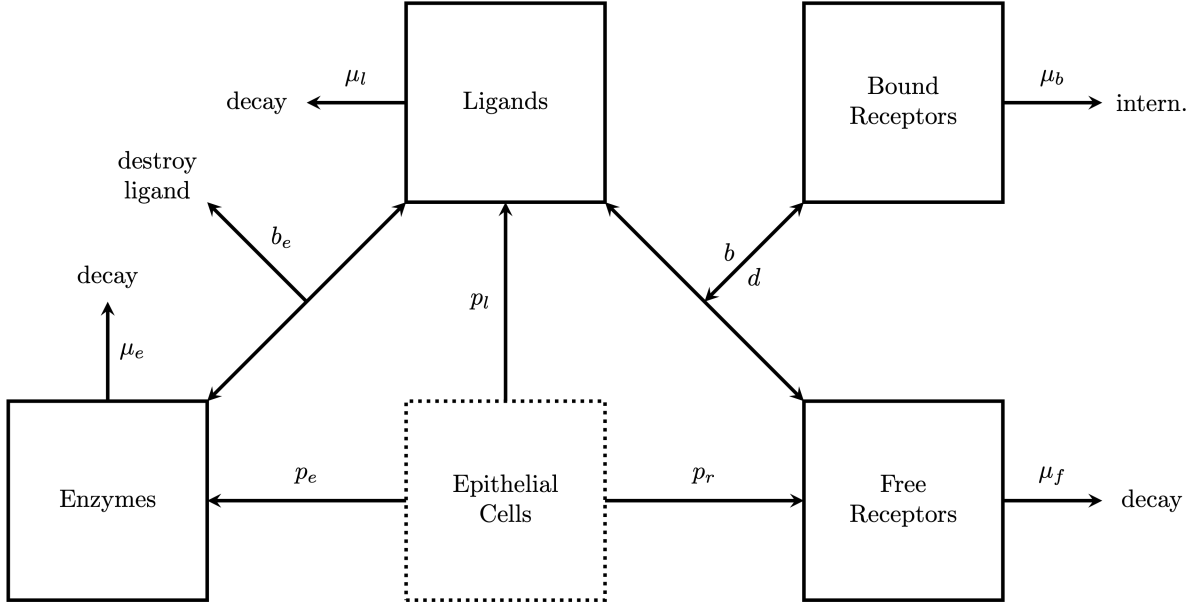 μ_l
decay
Ligands
Bound
Receptors
μ_b
intern.
destroy
ligand
b_e
b
d
decay
p_l
μ_e
Enzymes
p_e
Epithelial
Cells
p_r
Free
Receptors
μ_f
decay